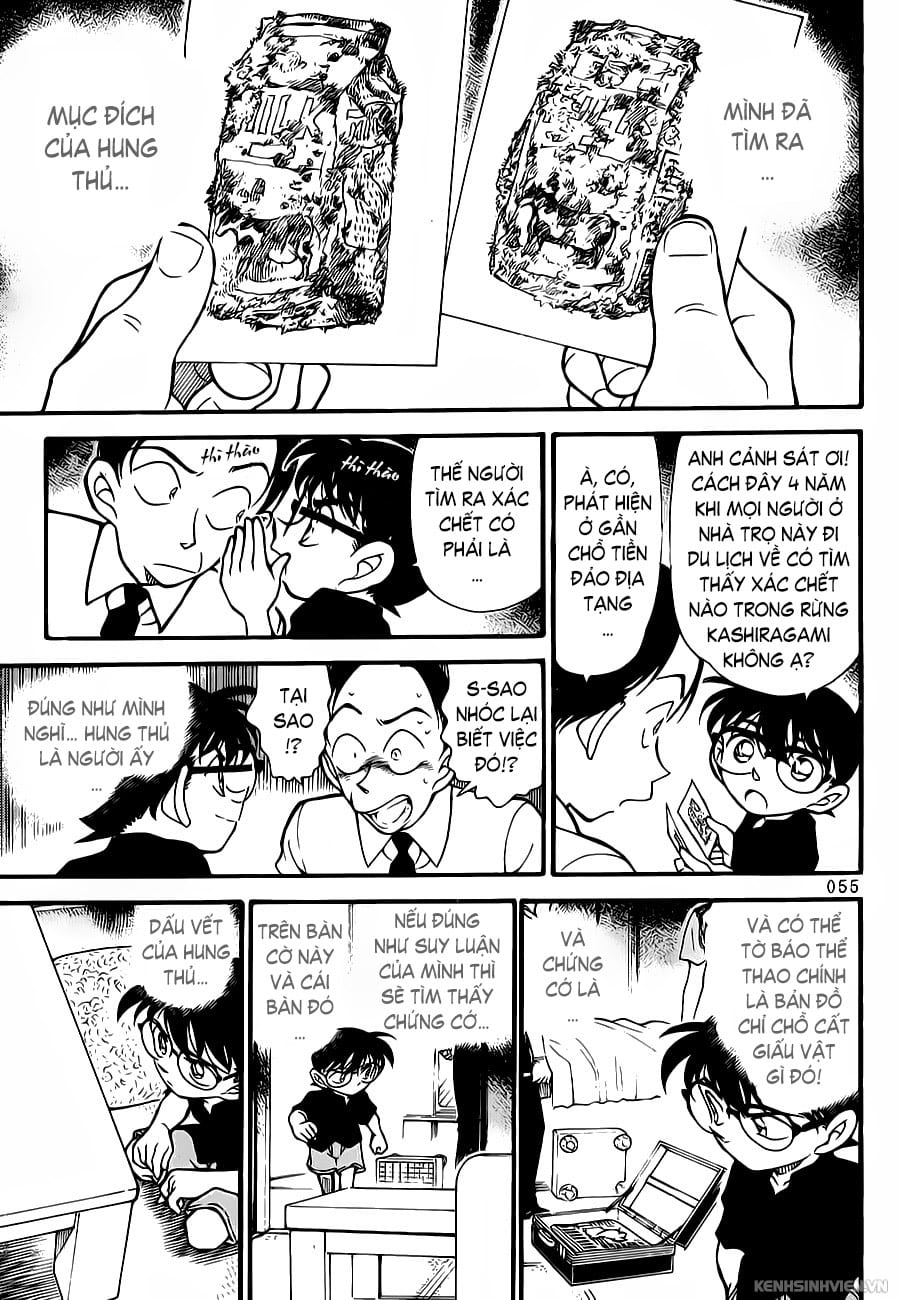 MÌNH ĐÃ
TÌM RA
...
MỤC ĐÍCH
CỦA HUNG
THỦ...
ANH CẢNH SÁT ƠI!
CÁCH ĐÂY 4 NĂM
KHI MỌI NGƯỜI Ở
NHÀ TRỌ NÀY ĐI
DU LỊCH VỀ CÓ TÌM
THẤY XÁC CHẾT
NÀO TRONG RỪNG
KASHIRAGAMI
KHÔNG Ạ?
À, CÓ,
PHÁT HIỆN
Ở GẦN
CHỖ TIỀN
ĐẢO ĐỊA
TẠNG
...
THẾ NGƯỜI
TÌM RA XÁC
CHẾT CÓ
PHẢI LÀ
...
thì thào
thì thào
S-SAO
NHÓC LẠI
BIẾT VIỆC
ĐÓ!?
TẠI
SAO
!?
ĐÚNG NHƯ MÌNH
NGHĨ... HUNG THỦ
LÀ NGƯỜI ẤY
...
055
VÀ CÓ THỂ
TỜ BÁO THỂ
THAO CHÍNH
LÀ BẢN ĐỒ
CHỈ CHỖ CẤT
GIẤU VẬT
GÌ ĐÓ!
VÀ
CHỨNG
CỚ LÀ
...
NẾU ĐÚNG
NHƯ SUY LUẬN
CỦA MÌNH THÌ
SẼ TÌM THẤY
CHỨNG CỚ...
TRÊN BÀN
CỜ NÀY
VÀ CÁI
BÀN ĐÓ
...
DẤU VẾT
CỦA HUNG
THỦ...
KENHSINHVIEN.VN